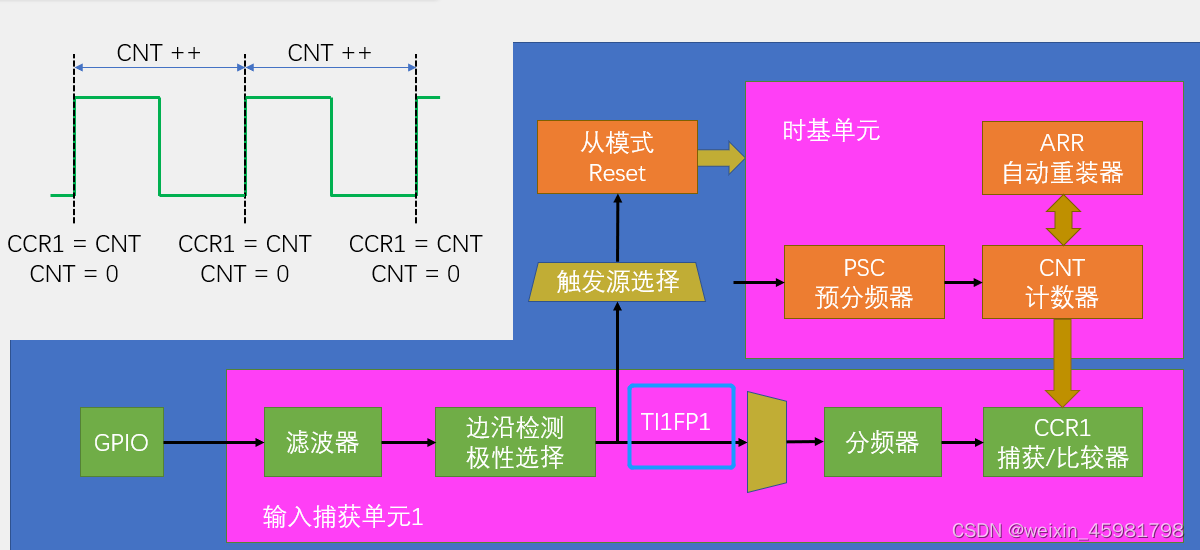 CNT ++
CNT ++
CCR1 = CNT
CNT = 0
CCR1 = CNT
CNT = 0
CCR1 = CNT
CNT = 0
从模式
Reset
时基单元
ARR
自动重装器
触发源选择
PSC
预分频器
CNT
计数器
GPIO
滤波器
边沿检测
极性选择
TI1FP1
分频器
CCR1
捕获/比较器
输入捕获单元1
CSDN @weixin_45981798